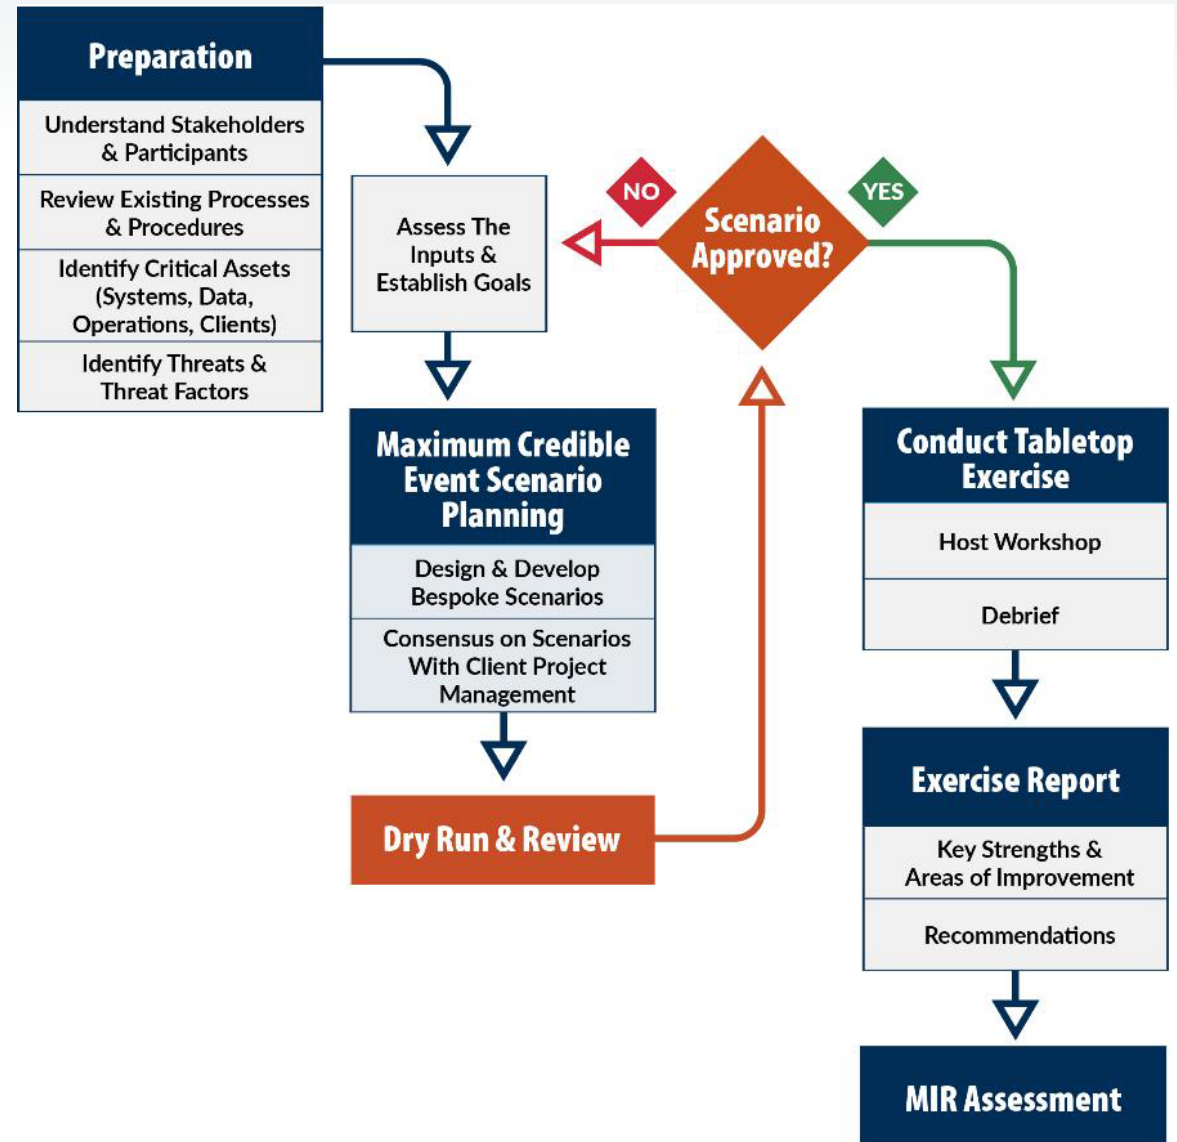 Preparation
Understand Stakeholders
& Participants
Review Existing Processes
& Procedures
Identify Critical Assets
(Systems, Data,
Operations, Clients)
Identify Threats &
Threat Factors
Assess The
Inputs &
Establish Goals
Maximum Credible
Event Scenario
Planning
Design & Develop
Bespoke Scenarios
Consensus on Scenarios
With Client Project
Management
Dry Run & Review
Scenario
Approved?
NO
YES
Conduct Tabletop
Exercise
Host Workshop
Debrief
Exercise Report
Key Strengths &
Areas of Improvement
Recommendations
MIR Assessment